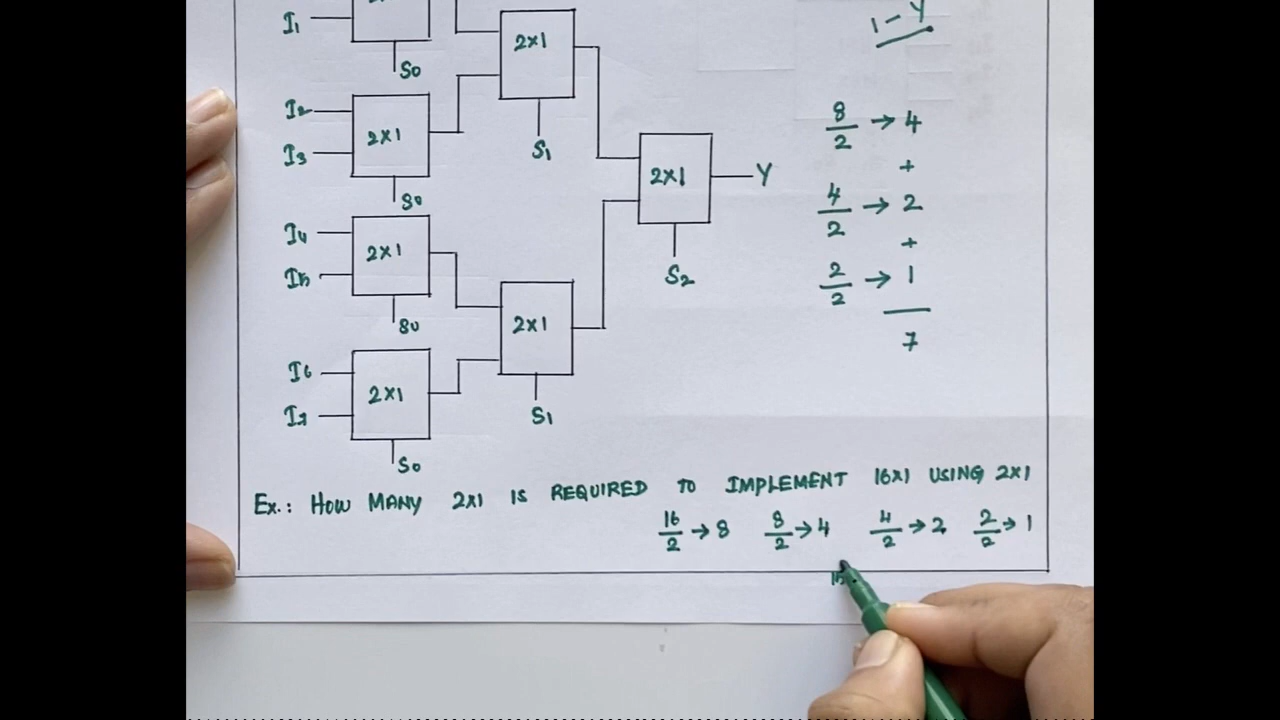 I1
S0
2x1
S1
1-Y
I2
I3
2x1
S0
2x1
S2
Y
8/2 → 4
+
4/2 → 2
+
2/2 → 1
7
I4
I5
2x1
S0
2x1
S1
I6
I7
2x1
S0
Ex.: HOW MANY 2x1 IS REQUIRED TO IMPLEMENT 16x1 USING 2x1
16/2 → 8 8/2 → 4 4/2 → 2 2/2 → 1